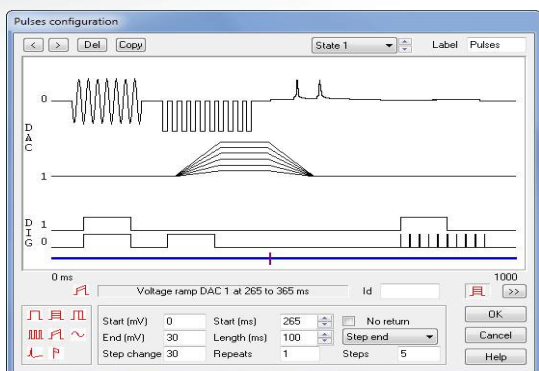 Pulses configuration
< > Del Copy State 1 Label Pulses
0
DAC
1
DIG 1
0
0 ms 1000
Voltage ramp DAC 1 at 265 to 365 ms Id >>
Start (mV) 0 Start (ms) 265 No return OK
End (mV) 30 Length (ms) 100 Step end Cancel
Step change 30 Repeats 1 Steps 5 Help